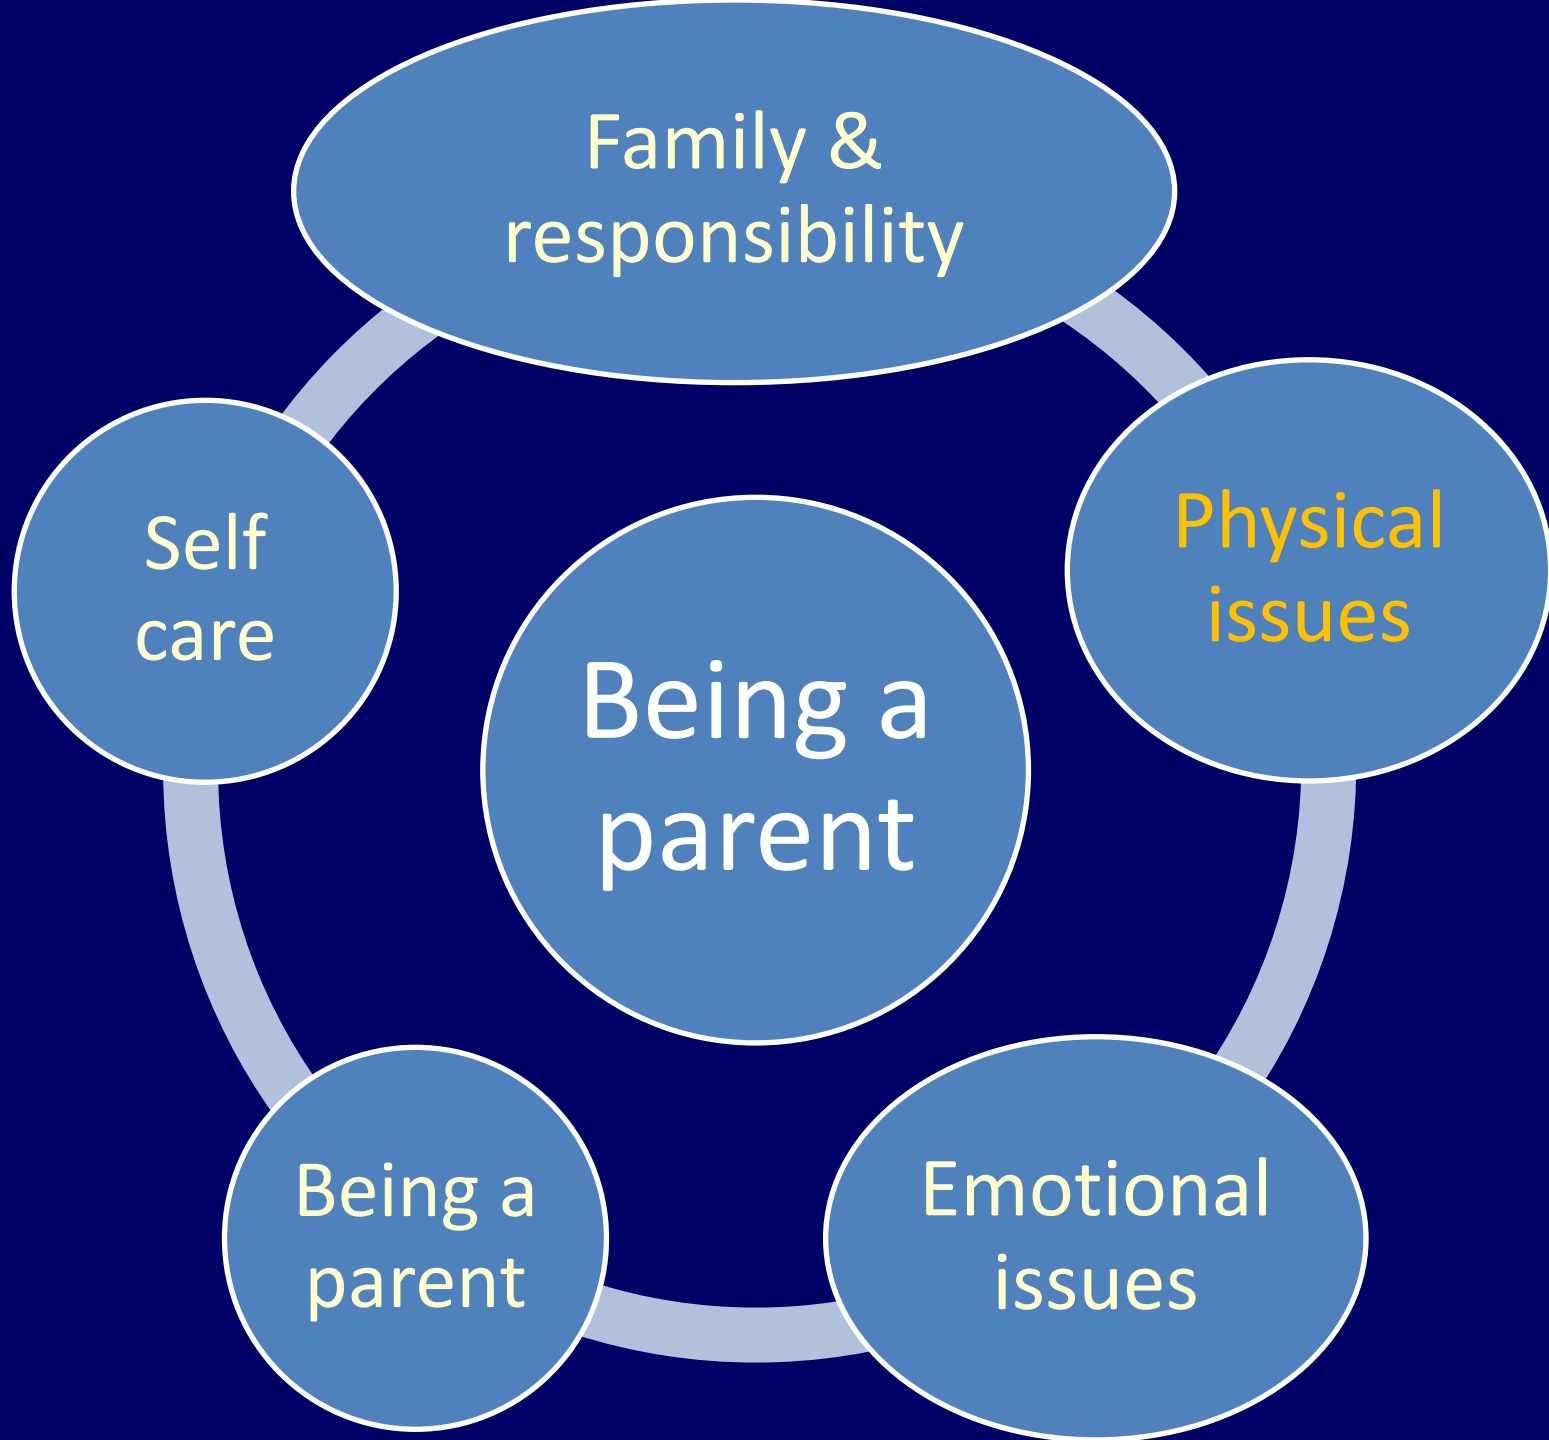 Family &
responsibility
Physical
issues
Self
care
Being a
parent
Emotional
issues
Being a
parent